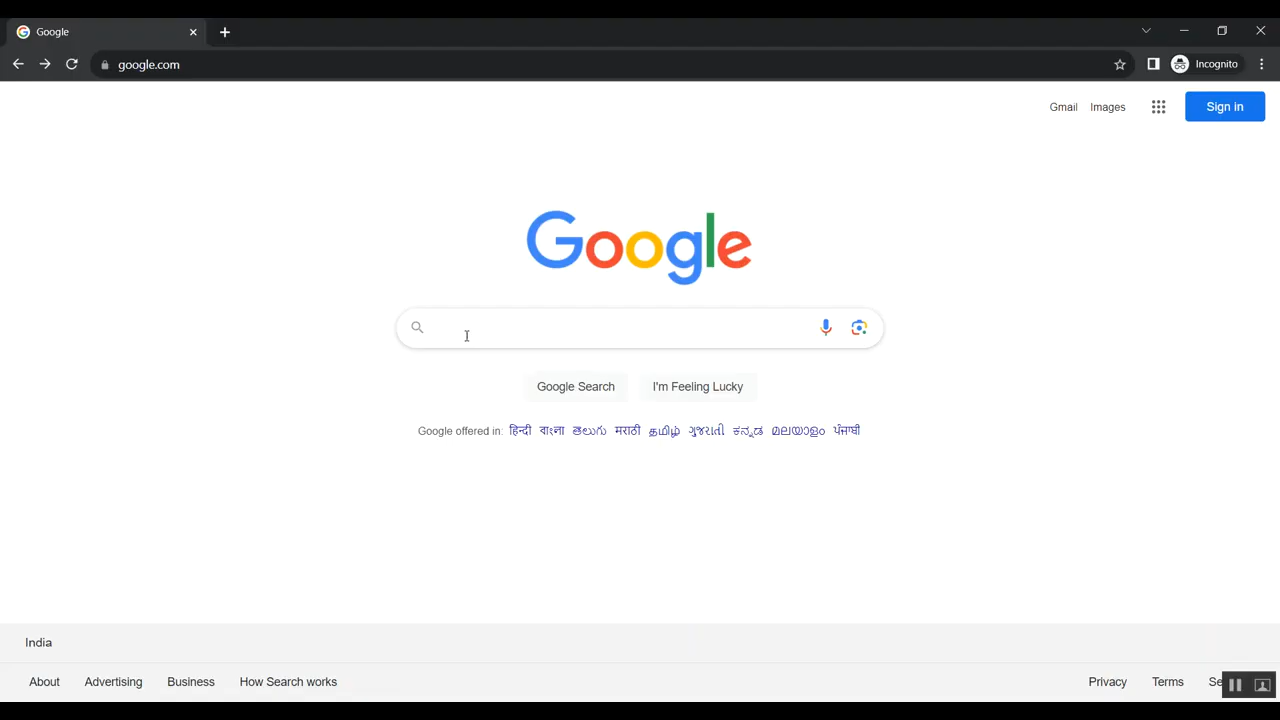 Google
google.com
Incognito
Gmail Images Sign in
Google
Google Search I'm Feeling Lucky
Google offered in: हिन्दी বাংলা తెలుగు मराठी தமிழ் ગુજરાતી ಕನ್ನಡ മലയാളം ਪੰਜਾਬੀ
India
About Advertising Business How Search works Privacy Terms Se